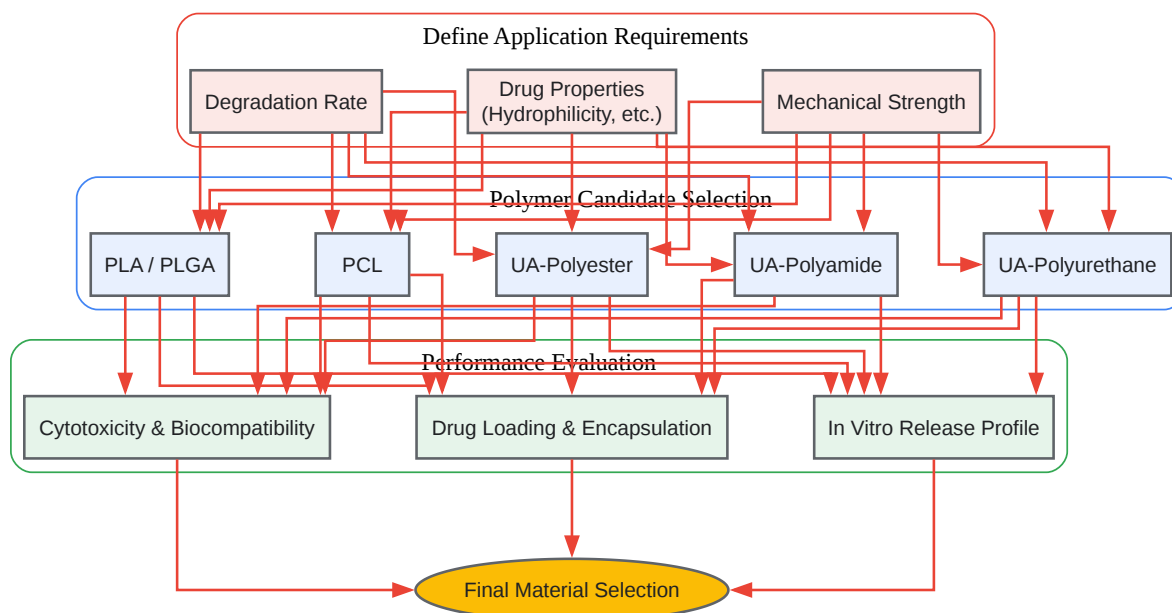 Define Application Requirements
Degradation Rate
Drug Properties
(Hydrophilicity, etc.)
Mechanical Strength
Polymer Candidate Selection
PLA / PLGA
PCL
UA-Polyester
UA-Polyamide
UA-Polyurethane
Performance Evaluation
Cytotoxicity & Biocompatibility
Drug Loading & Encapsulation
In Vitro Release Profile
Final Material Selection